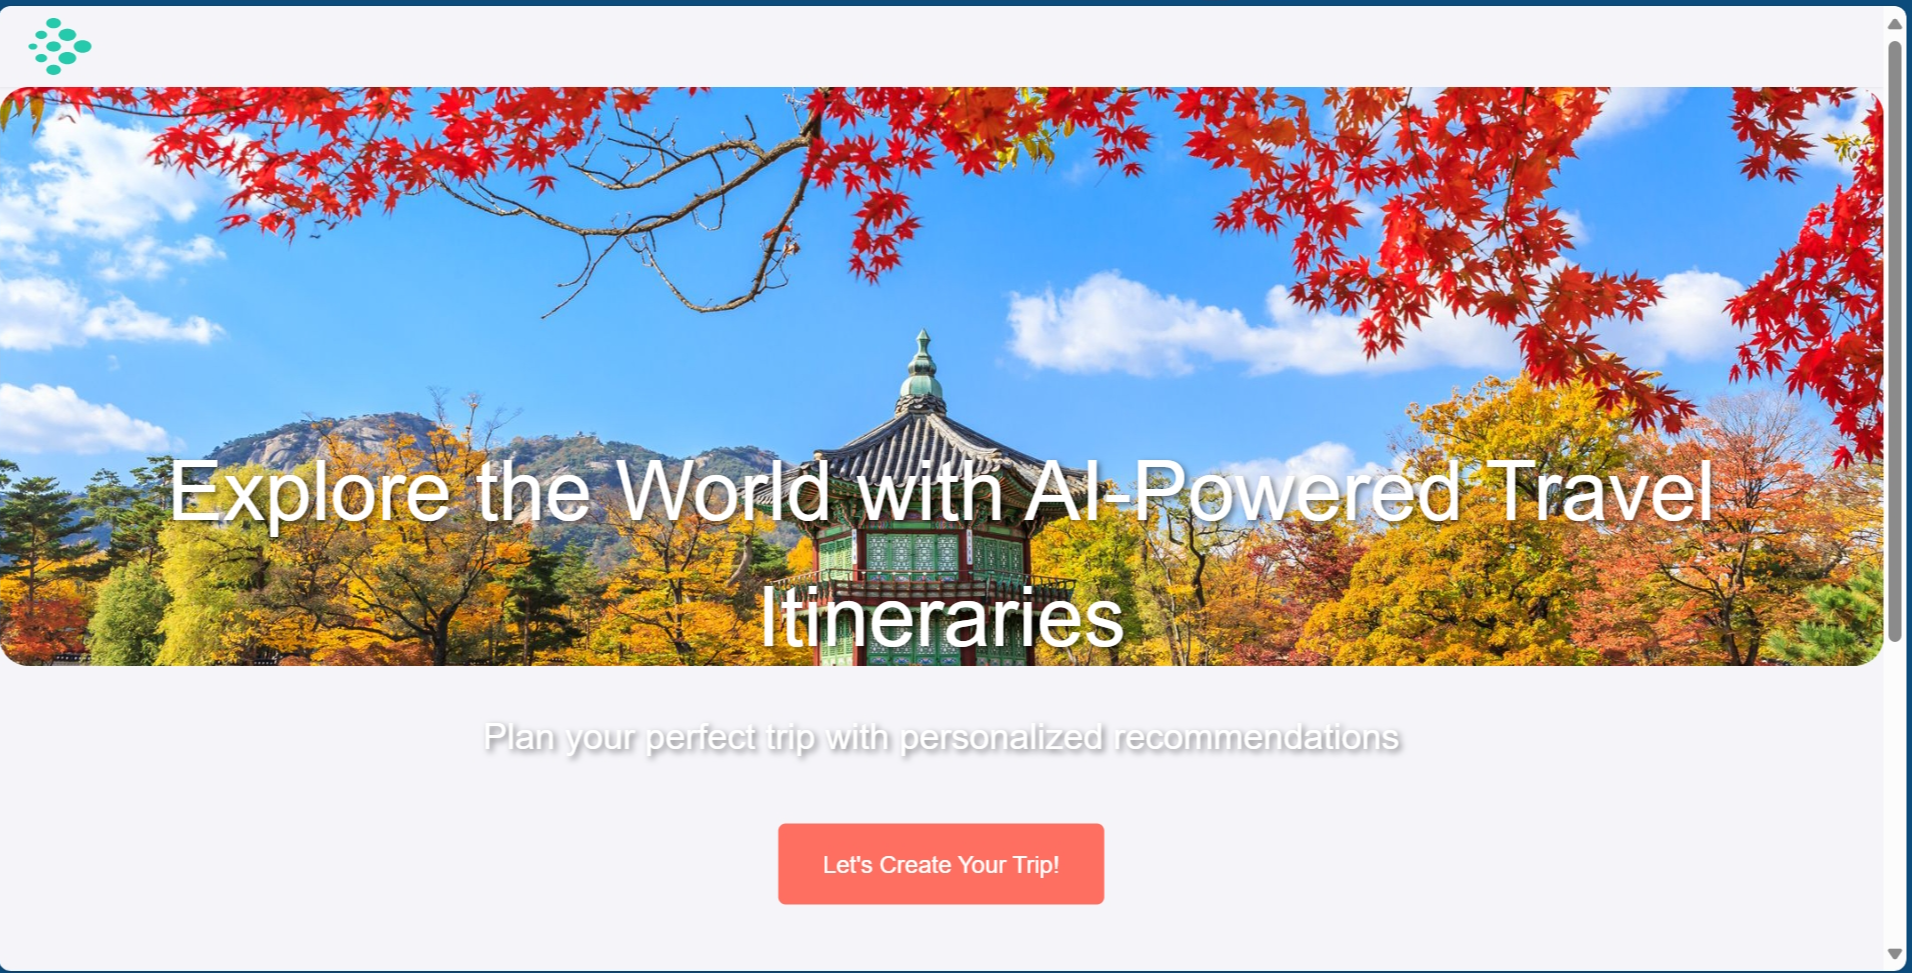 Explore the World with AI-Powered Travel
Itineraries
Plan your perfect trip with personalized recommendations
Let's Create Your Trip!